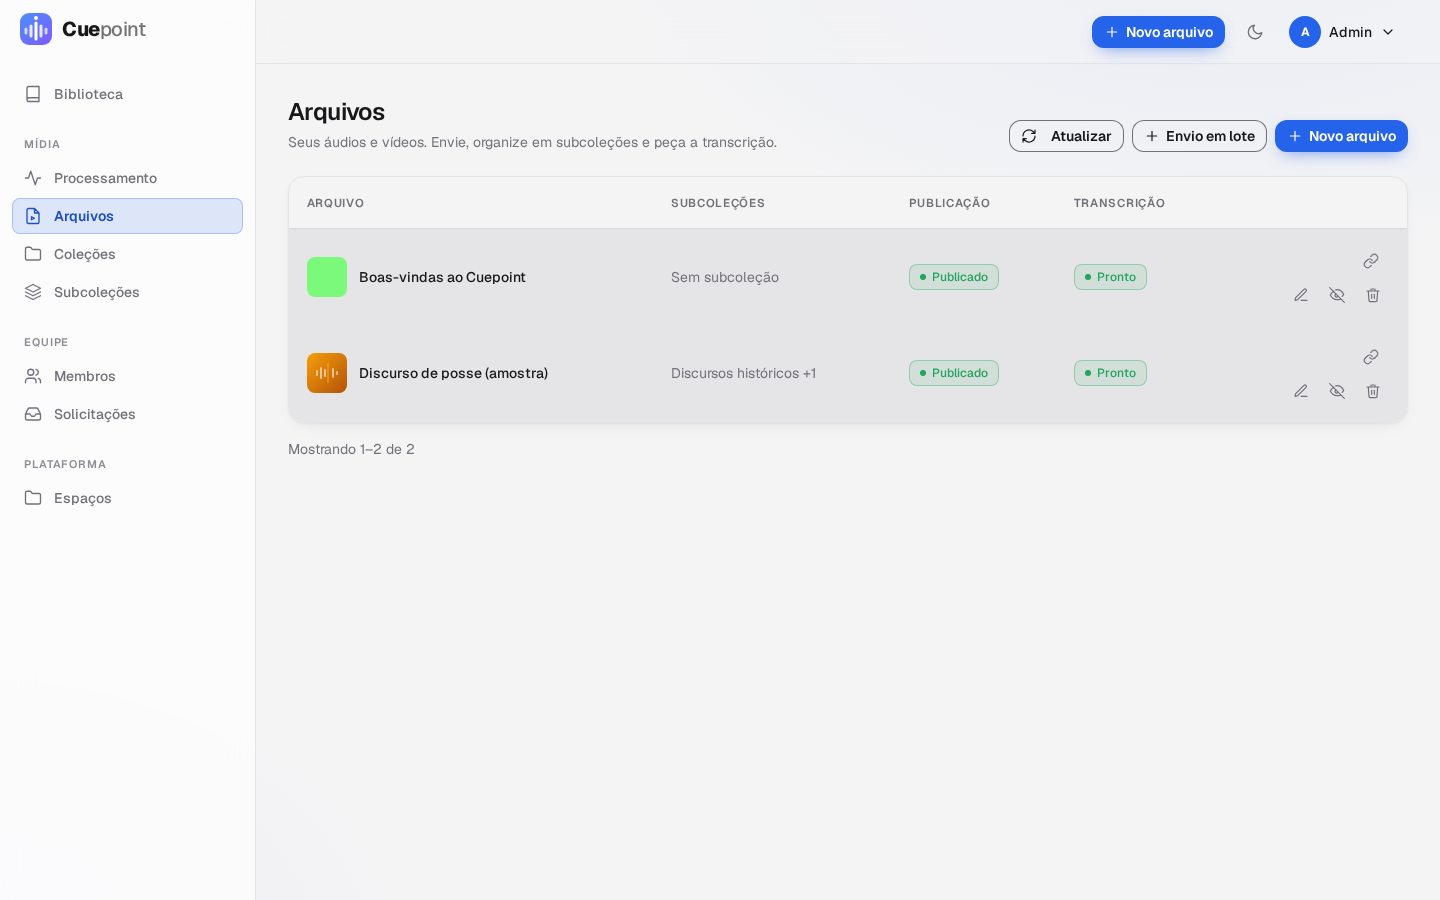 Cuepoint
Novo arquivo
A Admin
Biblioteca
MÍDIA
Processamento
Arquivos
Coleções
Subcoleções
EQUIPE
Membros
Solicitações
PLATAFORMA
Espaços
Arquivos
Seus áudios e vídeos. Envie, organize em subcoleções e peça a transcrição.
Atualizar Envio em lote Novo arquivo
ARQUIVO SUBCOLEÇÕES PUBLICAÇÃO TRANSCRIÇÃO
Boas-vindas ao Cuepoint Sem subcoleção Publicado Pronto
Discurso de posse (amostra) Discursos históricos +1 Publicado Pronto
Mostrando 1–2 de 2